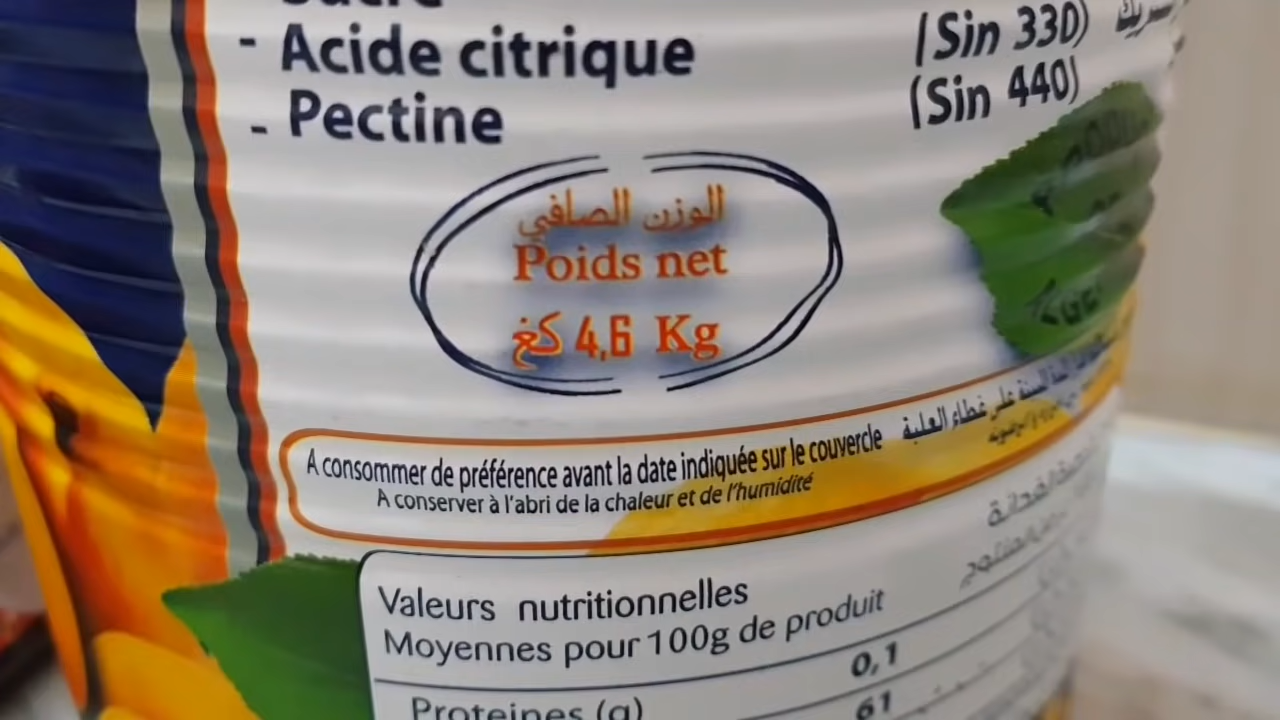 - Acide citrique (Sin 330)
- Pectine (Sin 440)
الوزن الصافي
Poids net
4,6 Kg كغ
A consommer de préférence avant la date indiquée sur le couvercle على غطاء العلبة
A conserver à l'abri de la chaleur et de l'humidité
Valeurs nutritionnelles
Moyennes pour 100g de produit
0,1
Proteines (g) 61